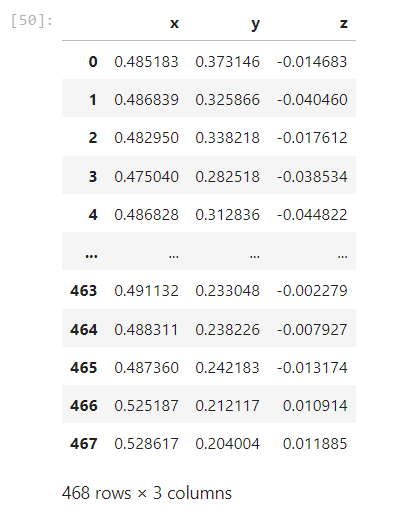 [50]:
x y z
0 0.485183 0.373146 -0.014683
1 0.486839 0.325866 -0.040460
2 0.482950 0.338218 -0.017612
3 0.475040 0.282518 -0.038534
4 0.486828 0.312836 -0.044822
... ... ... ...
463 0.491132 0.233048 -0.002279
464 0.488311 0.238226 -0.007927
465 0.487360 0.242183 -0.013174
466 0.525187 0.212117 0.010914
467 0.528617 0.204004 0.011885
468 rows × 3 columns